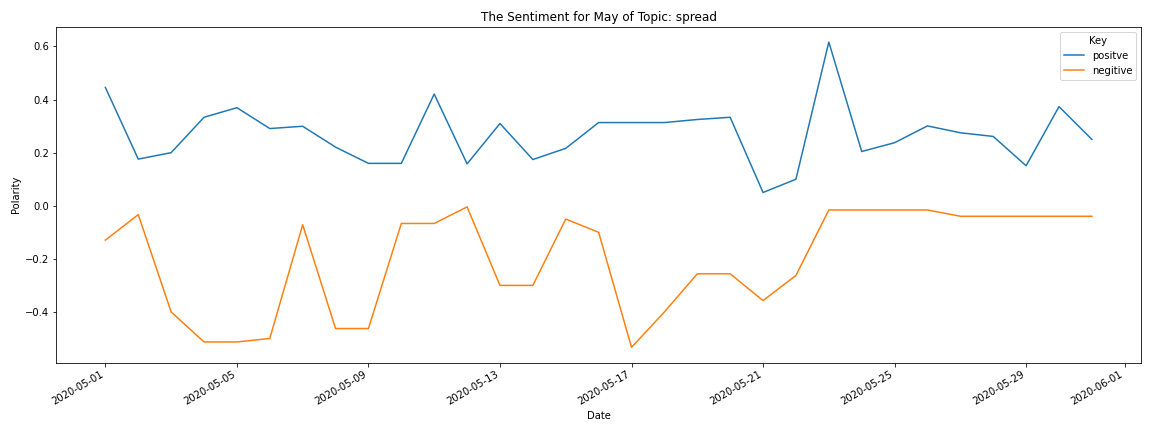 The Sentiment for May of Topic: spread
Key
positve
negitive
0.6
0.4
0.2
0.0
−0.2
−0.4
Polarity
2020-05-01
2020-05-05
2020-05-09
2020-05-13
2020-05-17
2020-05-21
2020-05-25
2020-05-29
2020-06-01
Date